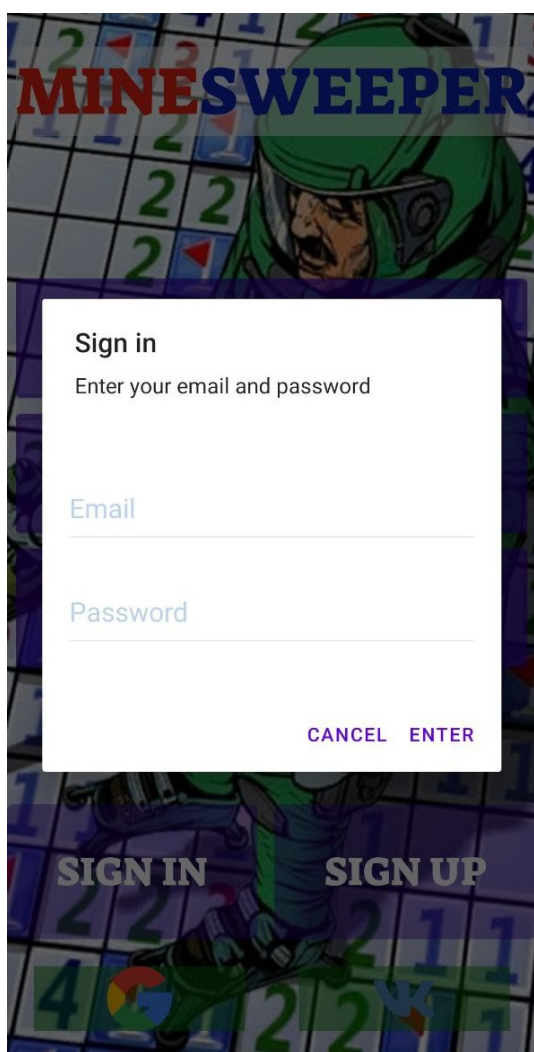 MINESWEEPER
Sign in
Enter your email and password
Email
Password
CANCEL ENTER
SIGN IN SIGN UP